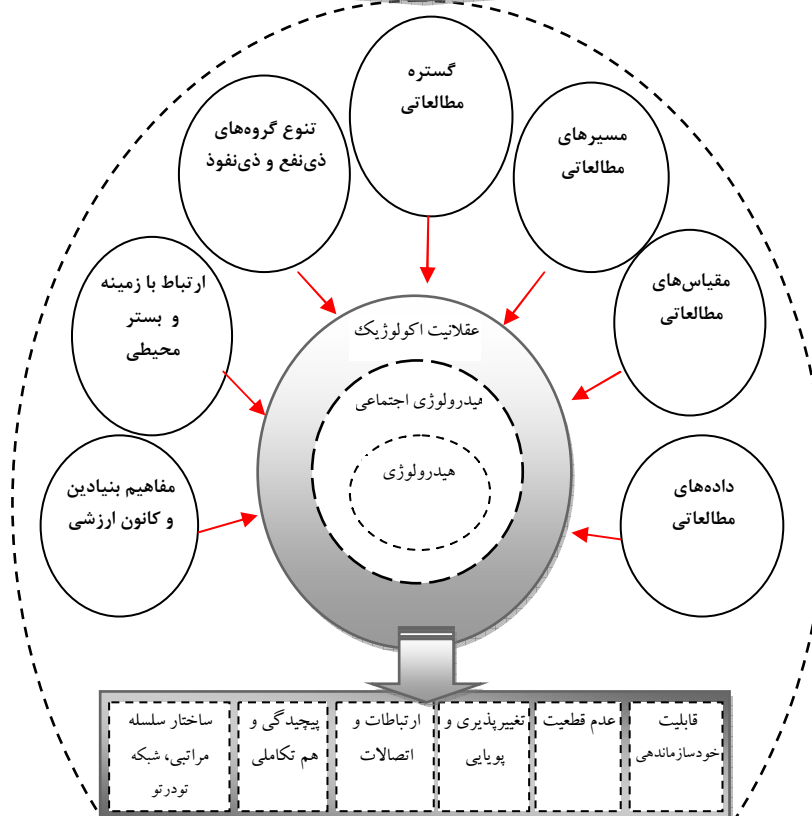 گستره
مطالعاتی
تنوع گروه‌های
ذی‌نفع و ذی‌نفوذ
مسیرهای
مطالعاتی
ارتباط با زمینه
و بستر
محیطی
مقیاس‌های
مطالعاتی
مفاهیم بنیادین
و کانون ارزشی
داده‌های
مطالعاتی
عقلانیت اکولوژیک
هیدرولوژی اجتماعی
هیدرولوژی
قابلیت
خودسازماندهی
عدم قطعیت
تغییرپذیری و
پویایی
ارتباطات و
اتصالات
پیچیدگی و
هم تکاملی
ساختار سلسله
مراتبی، شبکه
تودرتو